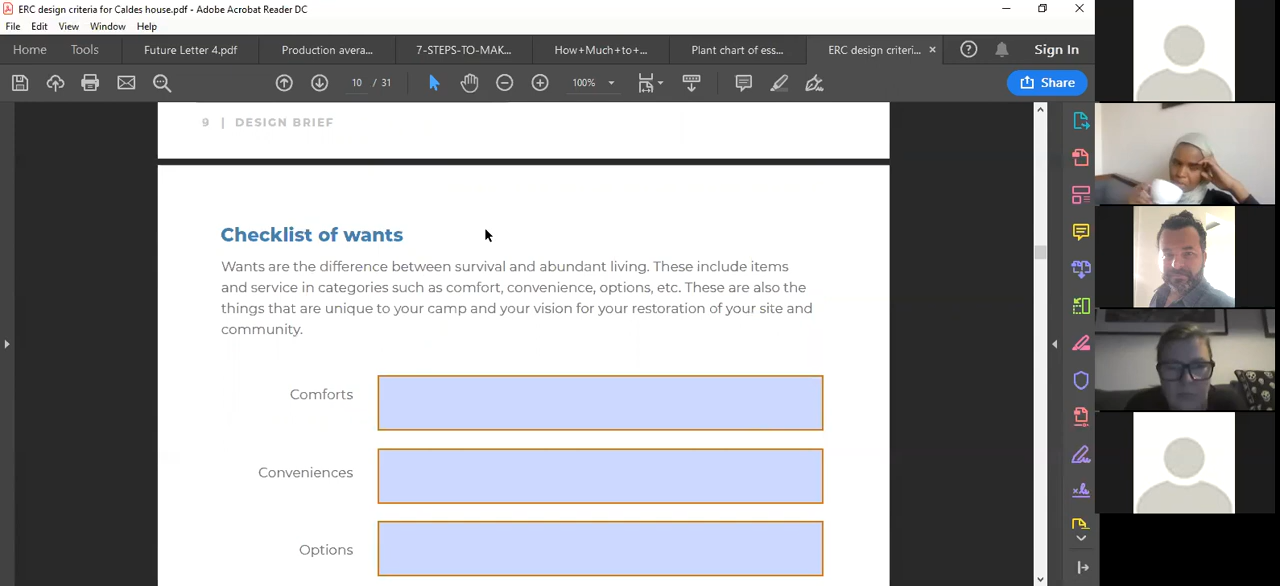 ERC design criteria for Caldes house.pdf - Adobe Acrobat Reader DC
File Edit View Window Help
Home Tools Future Letter 4.pdf Production avera... 7-STEPS-TO-MAK... How+Much+to+... Plant chart of ess... ERC design criteri... × Sign In
10 / 31 100% Share
9 | DESIGN BRIEF
Checklist of wants
Wants are the difference between survival and abundant living. These include items
and service in categories such as comfort, convenience, options, etc. These are also the
things that are unique to your camp and your vision for your restoration of your site and
community.
Comforts
Conveniences
Options